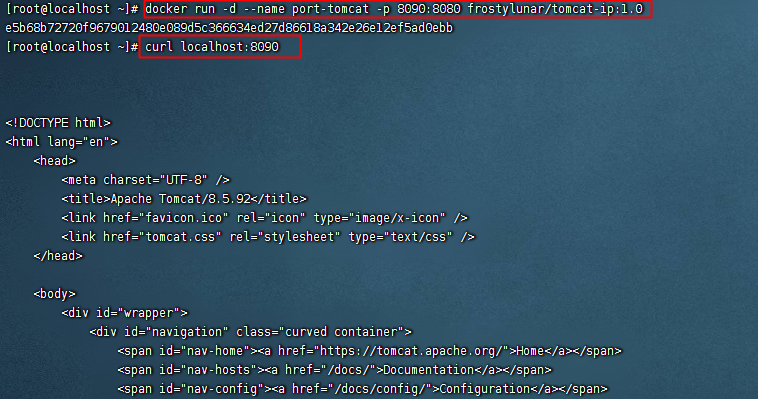 [root@localhost ~]# docker run -d --name port-tomcat -p 8090:8080 frostylunar/tomcat-ip:1.0
e5b68b72720f9679012480e089d5c366634ed27d86618a342e26e12ef5ad0ebb
[root@localhost ~]# curl localhost:8090
<!DOCTYPE html>
<html lang="en">
    <head>
        <meta charset="UTF-8" />
        <title>Apache Tomcat/8.5.92</title>
        <link href="favicon.ico" rel="icon" type="image/x-icon" />
        <link href="tomcat.css" rel="stylesheet" type="text/css" />
    </head>
    <body>
        <div id="wrapper">
            <div id="navigation" class="curved container">
                <span id="nav-home"><a href="https://tomcat.apache.org/">Home</a></span>
                <span id="nav-hosts"><a href="/docs/">Documentation</a></span>
                <span id="nav-config"><a href="/docs/config/">Configuration</a></span>